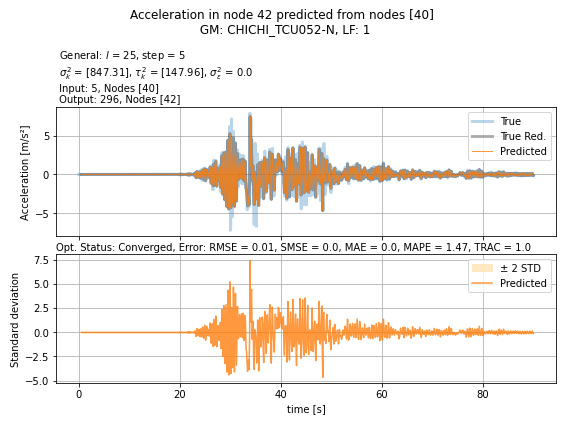 Acceleration in node 42 predicted from nodes [40]
GM: CHICHI_TCU052-N, LF: 1
General: l = 25, step = 5
σ²ₖ = [847.31], τ²ₖ = [147.96], σ²ε = 0.0
Input: 5, Nodes [40]
Output: 296, Nodes [42]
Acceleration [m/s²]
5
0
−5
True
True Red.
Predicted
Opt. Status: Converged, Error: RMSE = 0.01, SMSE = 0.0, MAE = 0.0, MAPE = 1.47, TRAC = 1.0
Standard deviation
7.5
5.0
2.5
0.0
−2.5
−5.0
± 2 STD
Predicted
0 20 40 60 80
time [s]